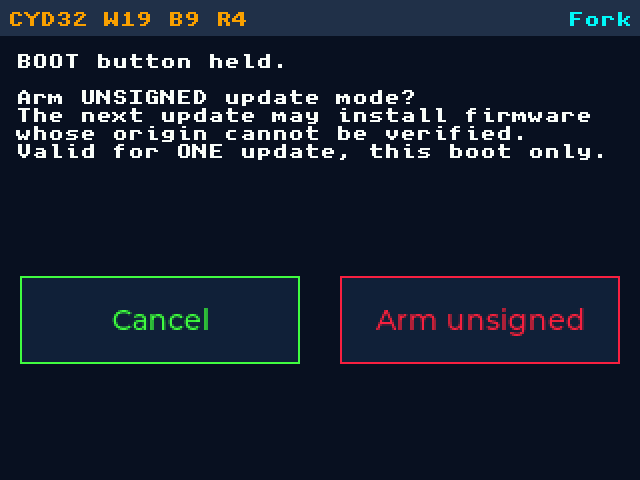 CYD32 W19 B9 R4
Fork
BOOT button held.
Arm UNSIGNED update mode?
The next update may install firmware
whose origin cannot be verified.
Valid for ONE update, this boot only.
Cancel
Arm unsigned